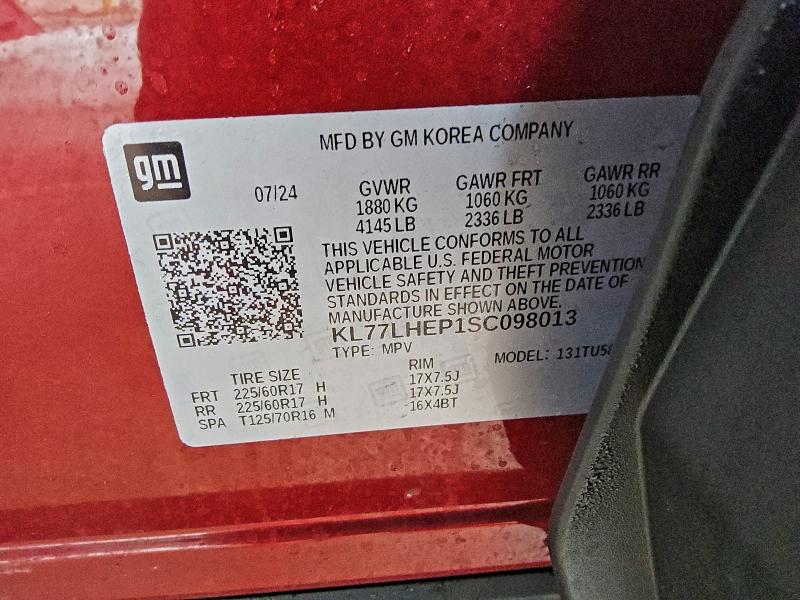 MFD BY GM KOREA COMPANY
gm
07/24
GVWR
1880 KG
4145 LB
GAWR FRT
1060 KG
2336 LB
GAWR RR
1060 KG
2336 LB
THIS VEHICLE CONFORMS TO ALL
APPLICABLE U.S. FEDERAL MOTOR
VEHICLE SAFETY AND THEFT PREVENTION
STANDARDS IN EFFECT ON THE DATE OF
MANUFACTURE SHOWN ABOVE.
KL77LHEP1SC098013
TYPE: MPV MODEL: 131TU58
TIRE SIZE RIM
FRT 225/60R17 H 17X7.5J
RR 225/60R17 H 17X7.5J
SPA T125/70R16 M 16X4BT